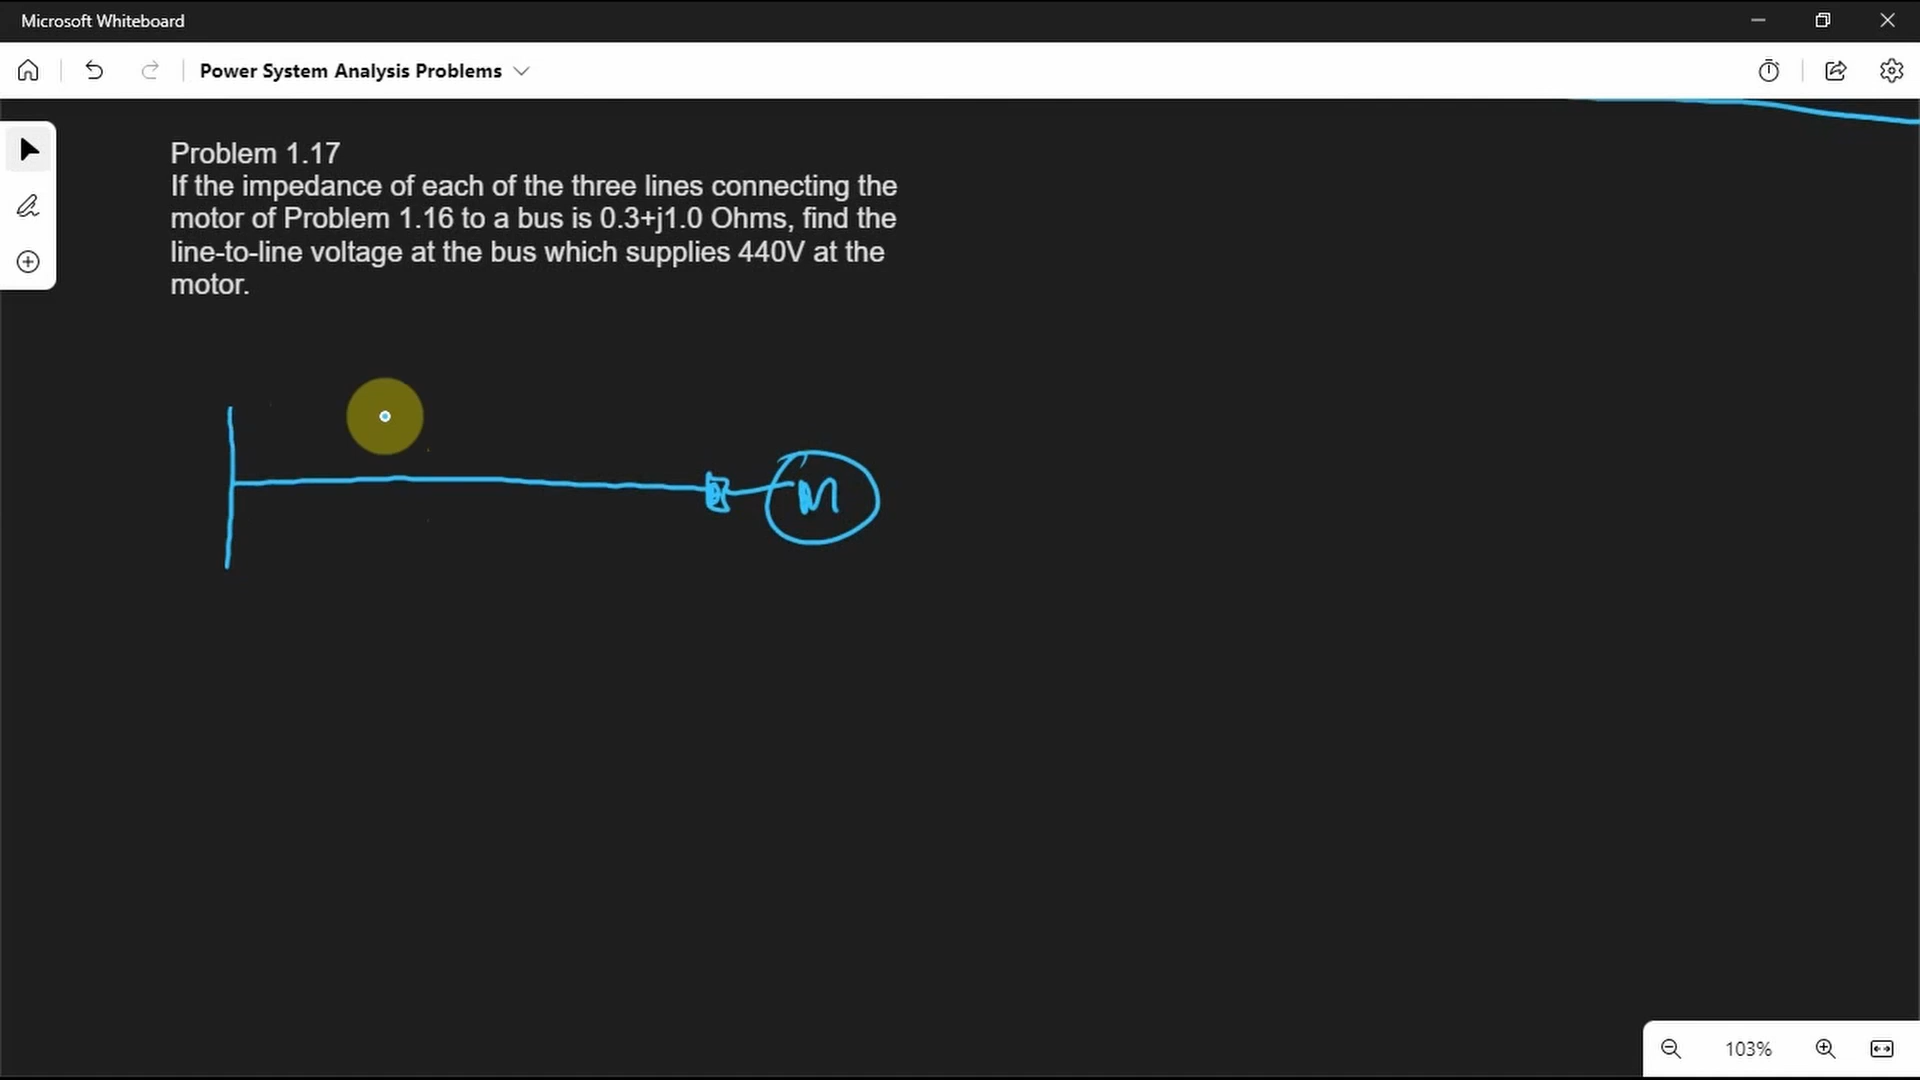 Microsoft Whiteboard
Power System Analysis Problems
Problem 1.17
If the impedance of each of the three lines connecting the
motor of Problem 1.16 to a bus is 0.3+j1.0 Ohms, find the
line-to-line voltage at the bus which supplies 440V at the
motor.
M
103%